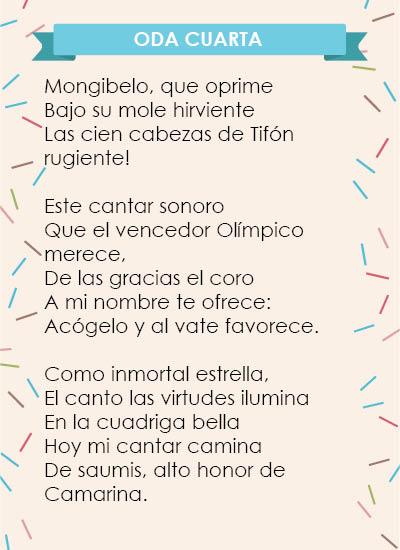 ODA CUARTA
Mongibelo, que oprime
Bajo su mole hirviente
Las cien cabezas de Tifón
rugiente!
Este cantar sonoro
Que el vencedor Olímpico
merece,
De las gracias el coro
A mi nombre te ofrece:
Acógelo y al vate favorece.
Como inmortal estrella,
El canto las virtudes ilumina
En la cuadriga bella
Hoy mi cantar camina
De saumis, alto honor de
Camarina.